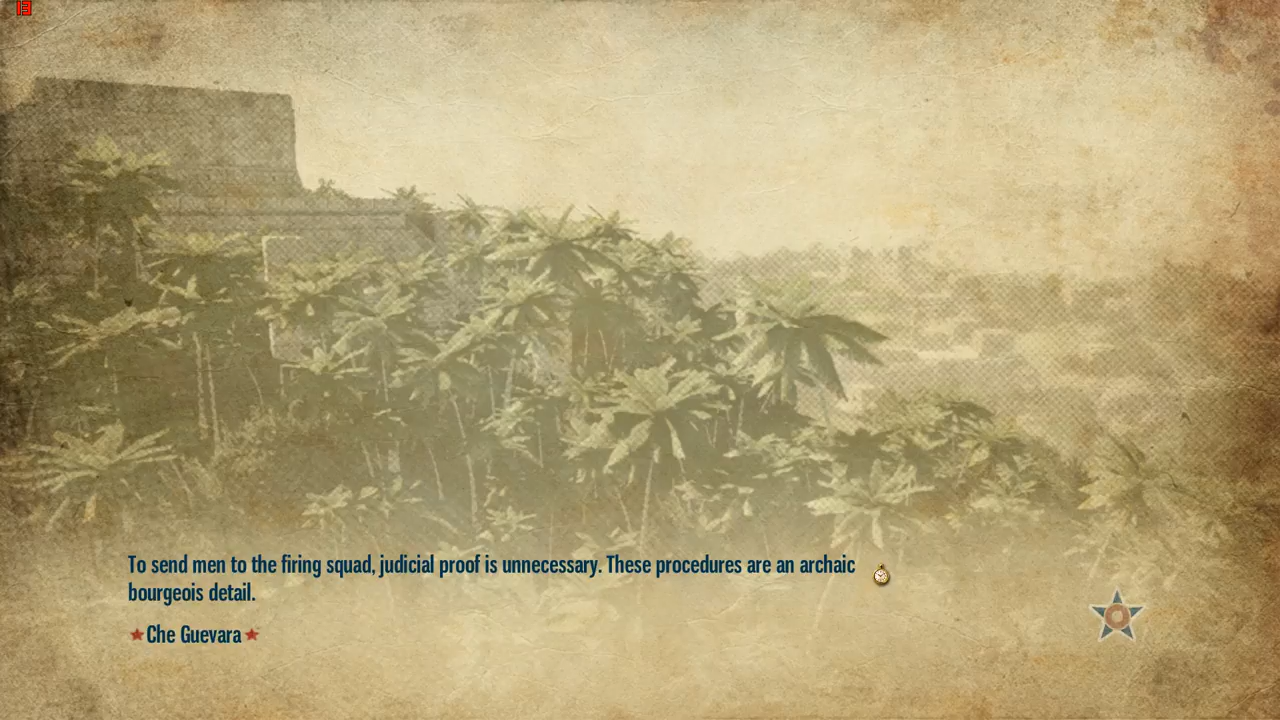 13
To send men to the firing squad, judicial proof is unnecessary. These procedures are an archaic
bourgeois detail.
Che Guevara